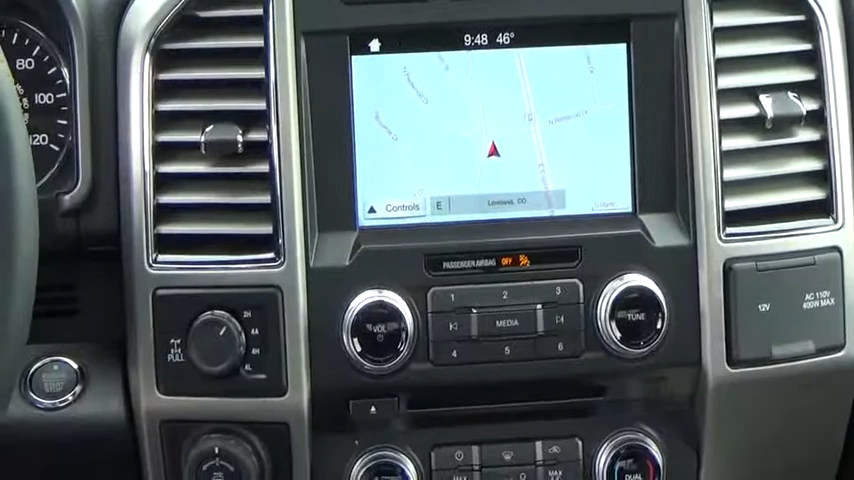 9:48 46°
80
100
120
Controls
E
Loveland, CO
PASSENGER AIRBAG OFF
1 2 3
VOL
MEDIA
TUNE
4 5 6
2H
4A
4H
4L
PULL
12V
AC 110V
400W MAX
ENGINE
START
STOP
MAX
MAX
DUAL